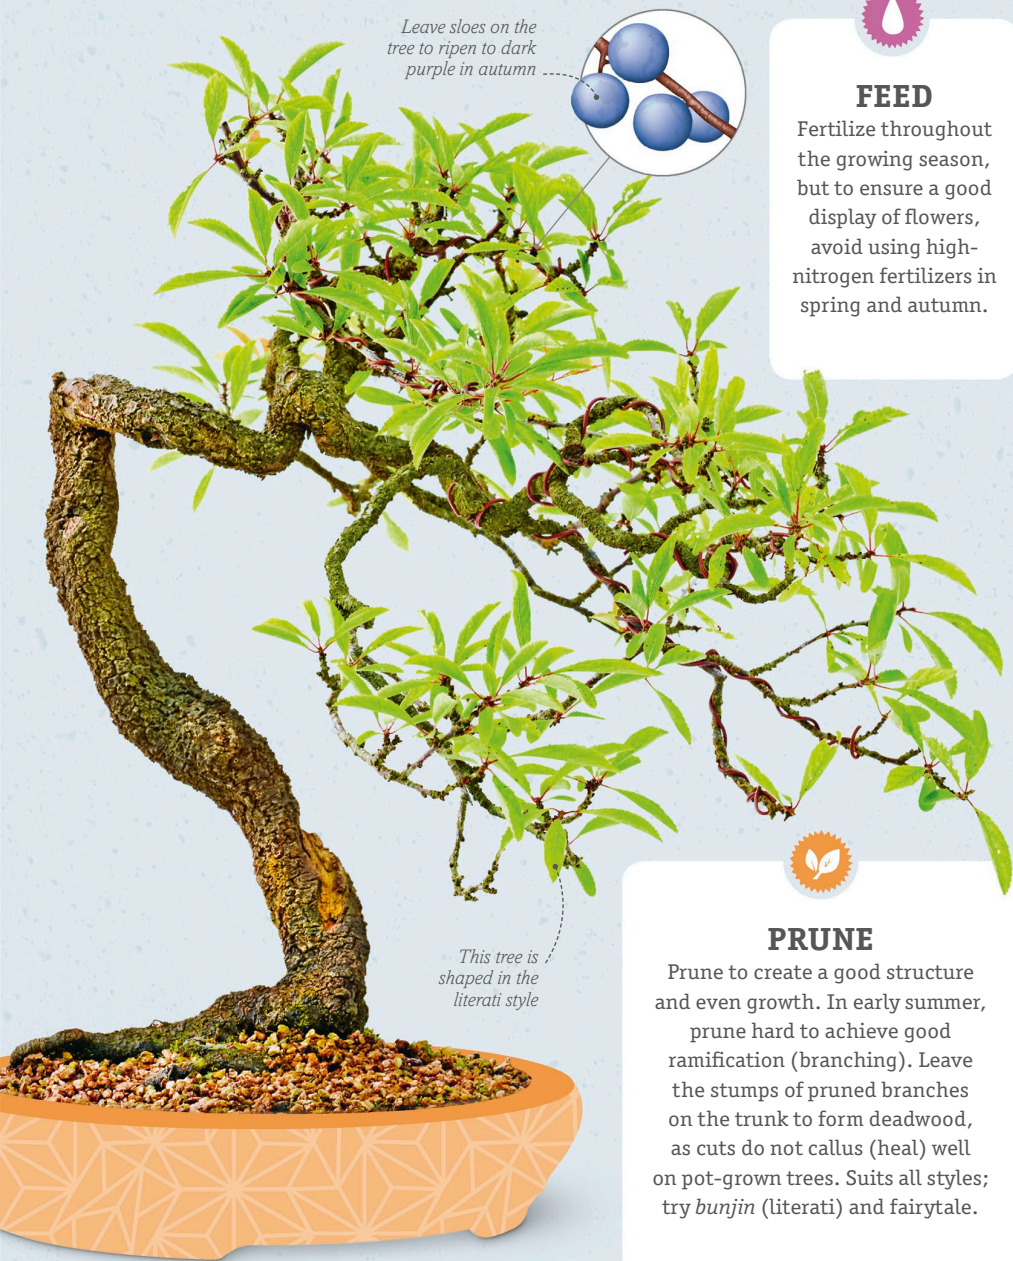 Leave sloes on the
tree to ripen to dark
purple in autumn
FEED
Fertilize throughout
the growing season,
but to ensure a good
display of flowers,
avoid using high-
nitrogen fertilizers in
spring and autumn.
This tree is
shaped in the
literati style
PRUNE
Prune to create a good structure
and even growth. In early summer,
prune hard to achieve good
ramification (branching). Leave
the stumps of pruned branches
on the trunk to form deadwood,
as cuts do not callus (heal) well
on pot-grown trees. Suits all styles;
try bunjin (literati) and fairytale.